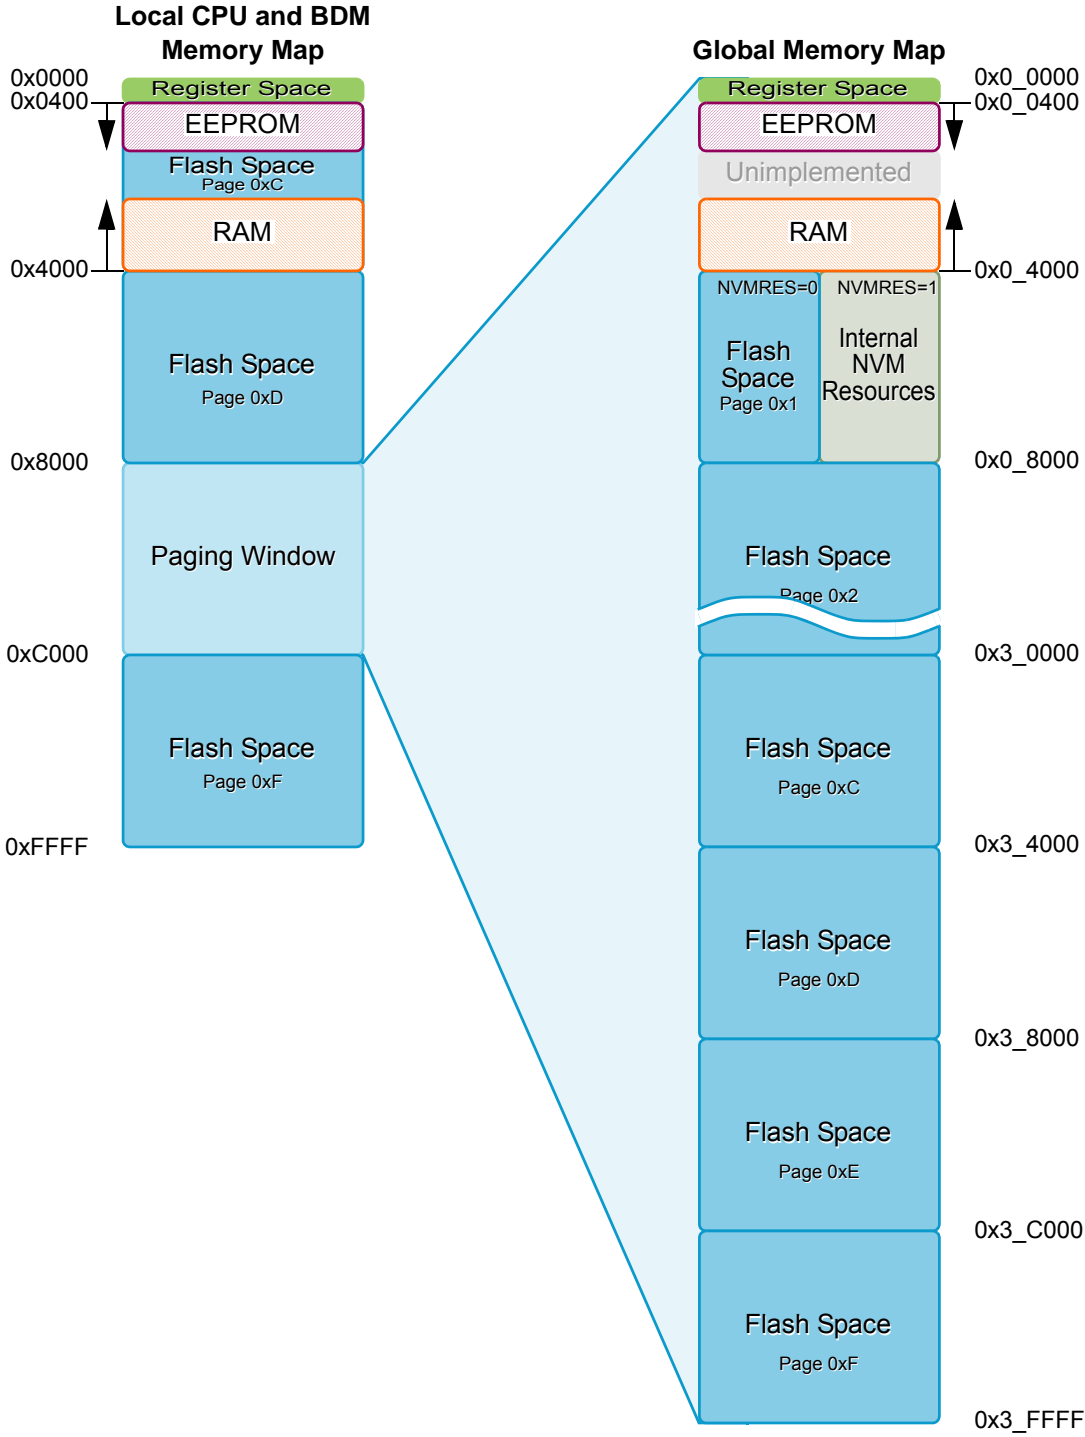 Local CPU and BDM
Memory Map
0x0000
0x0400
Register Space
EEPROM
Flash Space
Page 0xC
RAM
0x4000
Flash Space
Page 0xD
0x8000
Paging Window
0xC000
Flash Space
Page 0xF
0xFFFF
Global Memory Map
Register Space
0x0_0000
0x0_0400
EEPROM
Unimplemented
RAM
0x0_4000
NVMRES=0
NVMRES=1
Flash
Space
Page 0x1
Internal
NVM
Resources
0x0_8000
Flash Space
Page 0x2
0x3_0000
Flash Space
Page 0xC
0x3_4000
Flash Space
Page 0xD
0x3_8000
Flash Space
Page 0xE
0x3_C000
Flash Space
Page 0xF
0x3_FFFF